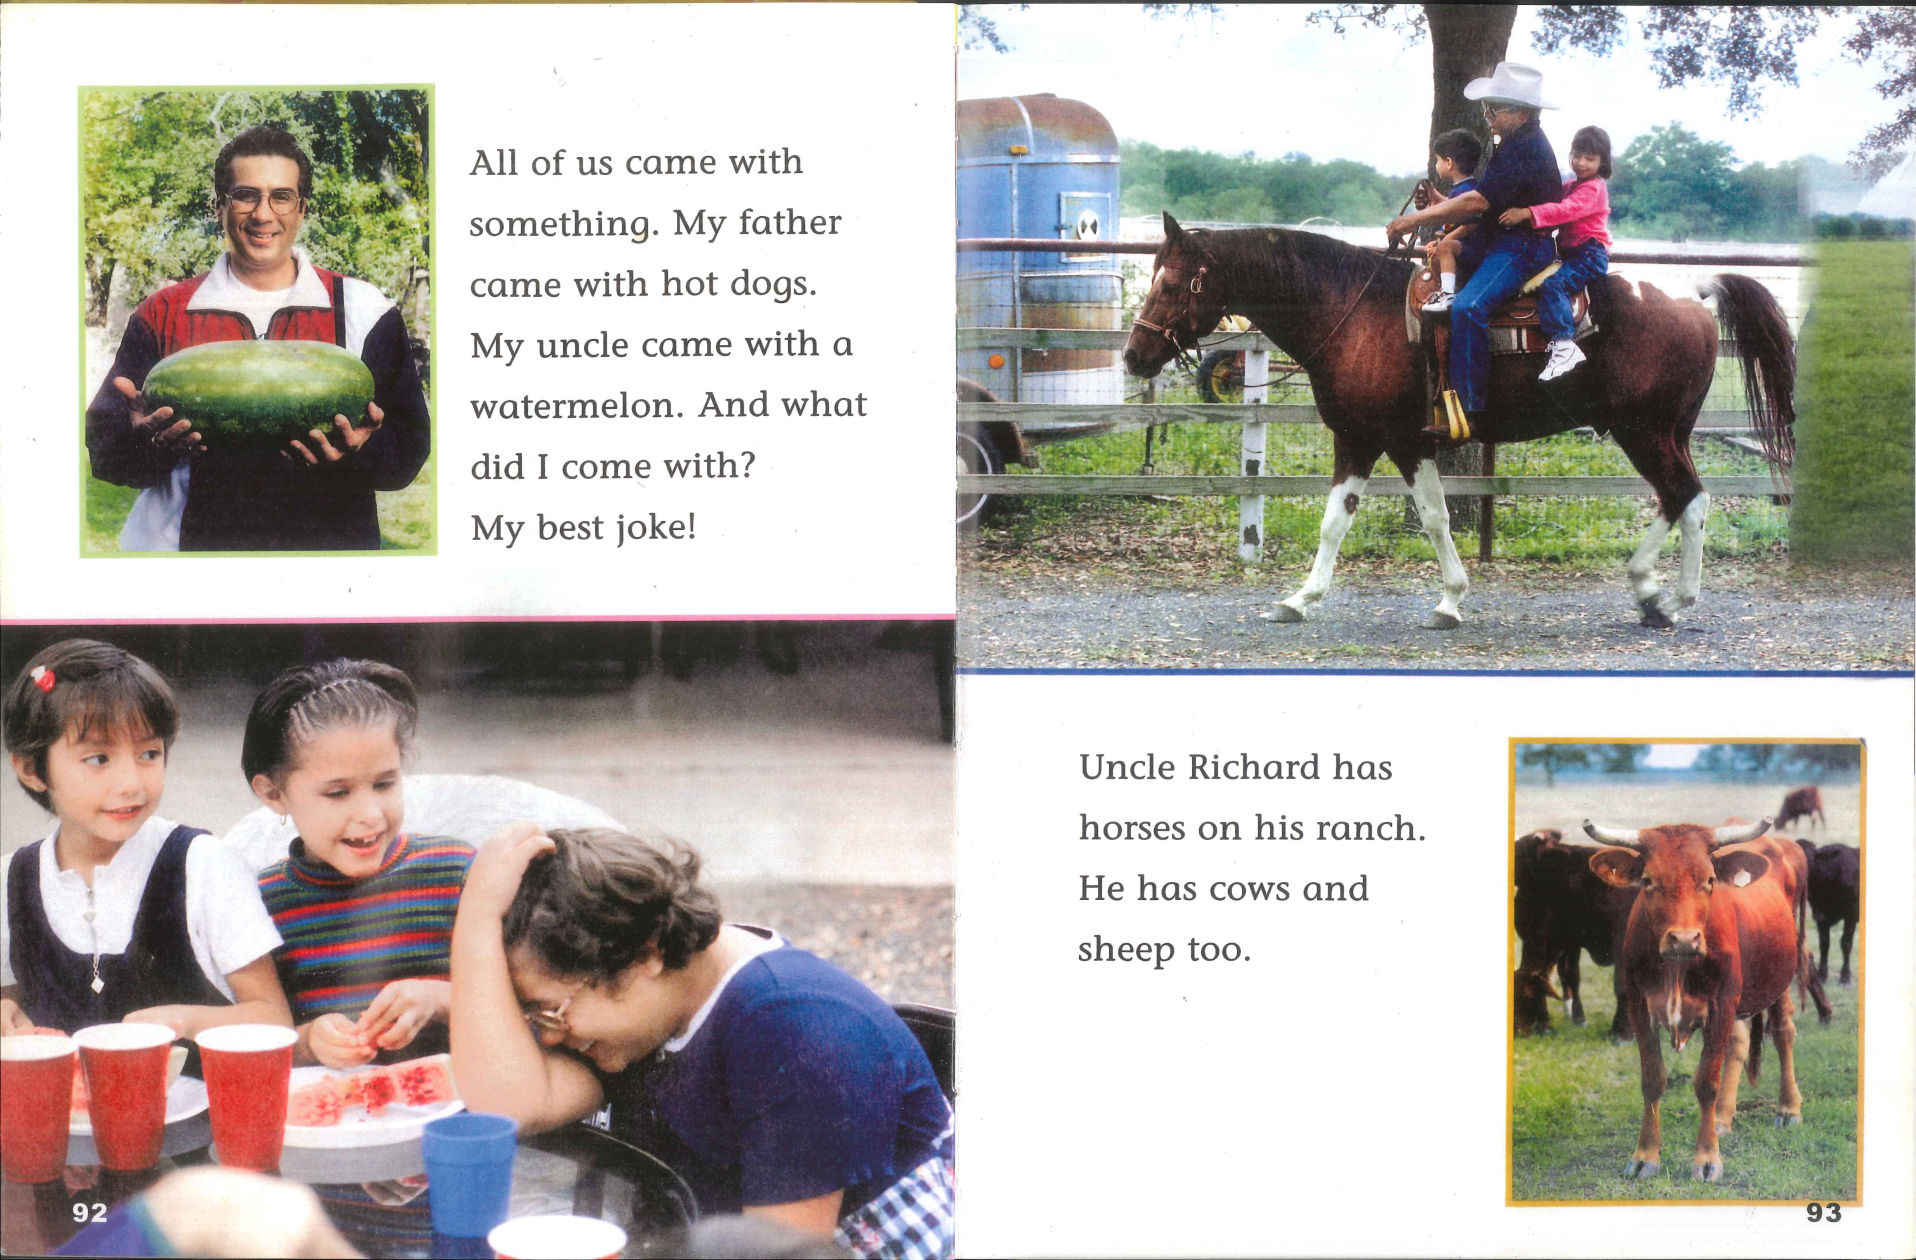 All of us came with
something. My father
came with hot dogs.
My uncle came with a
watermelon. And what
did I come with?
My best joke!
92
Uncle Richard has
horses on his ranch.
He has cows and
sheep too.
93